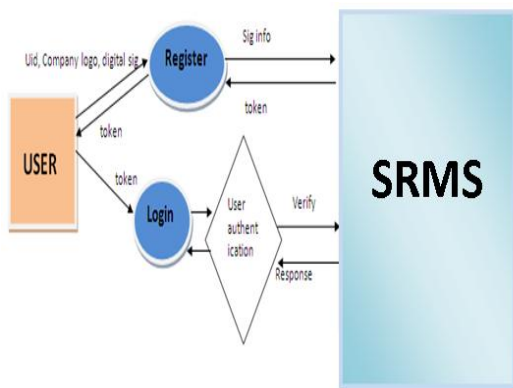 Sig info
Register
Uid, Company logo, digital sig
token
token
USER
token
SRMS
Login
User
authent
ication
Verify
Response